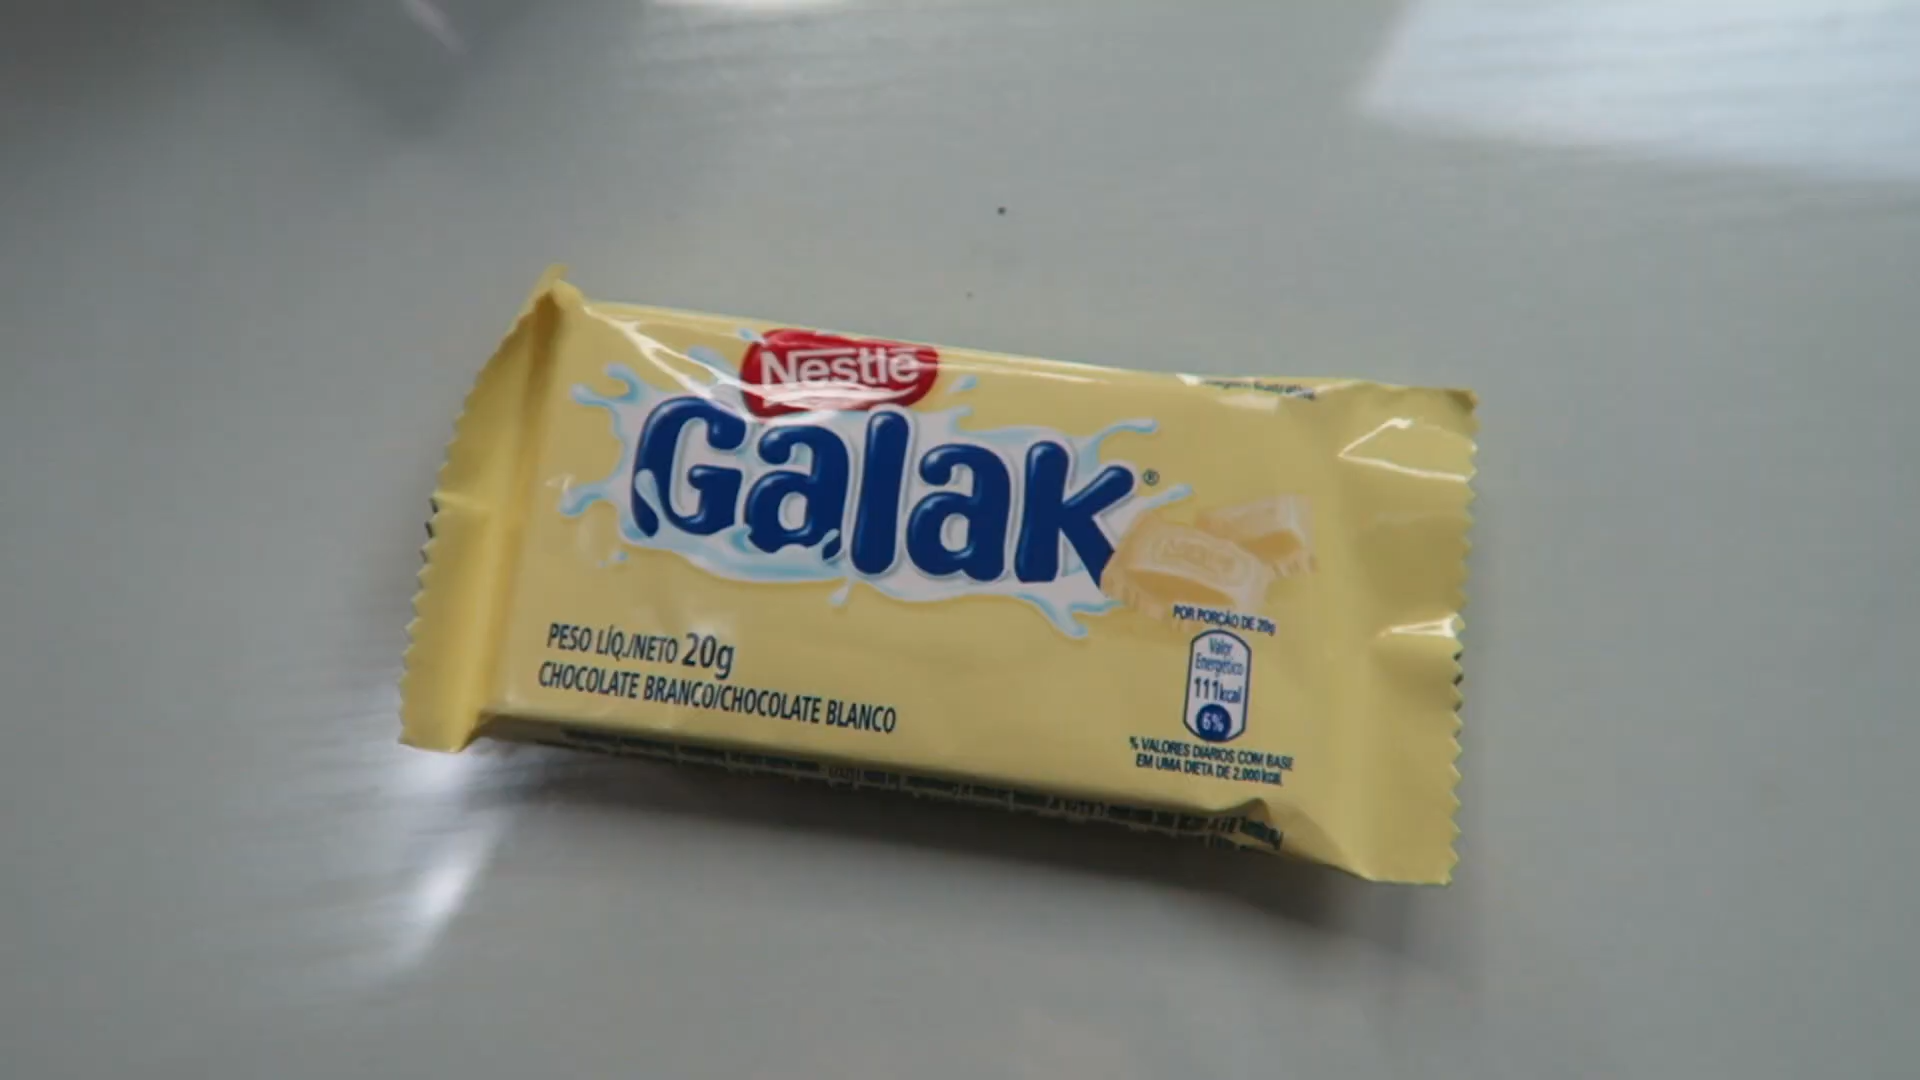 Nestlé
Galak®
POR PORÇÃO DE 20g
Valor
Energético
111kcal
6%
PESO LÍQ./NETO 20g
CHOCOLATE BRANCO/CHOCOLATE BLANCO
% VALORES DIÁRIOS COM BASE
EM UMA DIETA DE 2.000 kcal